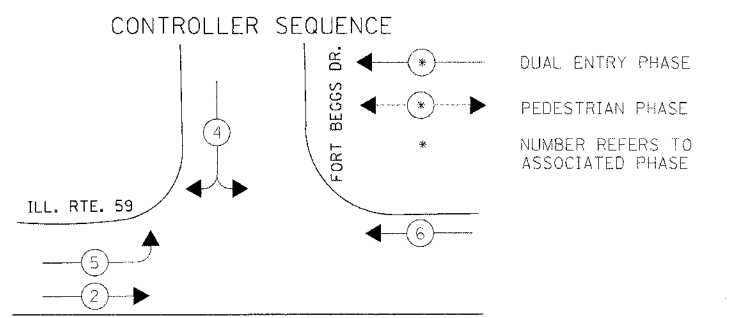 CONTROLLER SEQUENCE
FORT BEGGS DR.
* DUAL ENTRY PHASE
* PEDESTRIAN PHASE
* NUMBER REFERS TO
ASSOCIATED PHASE
4
ILL. RTE. 59
6
5
2